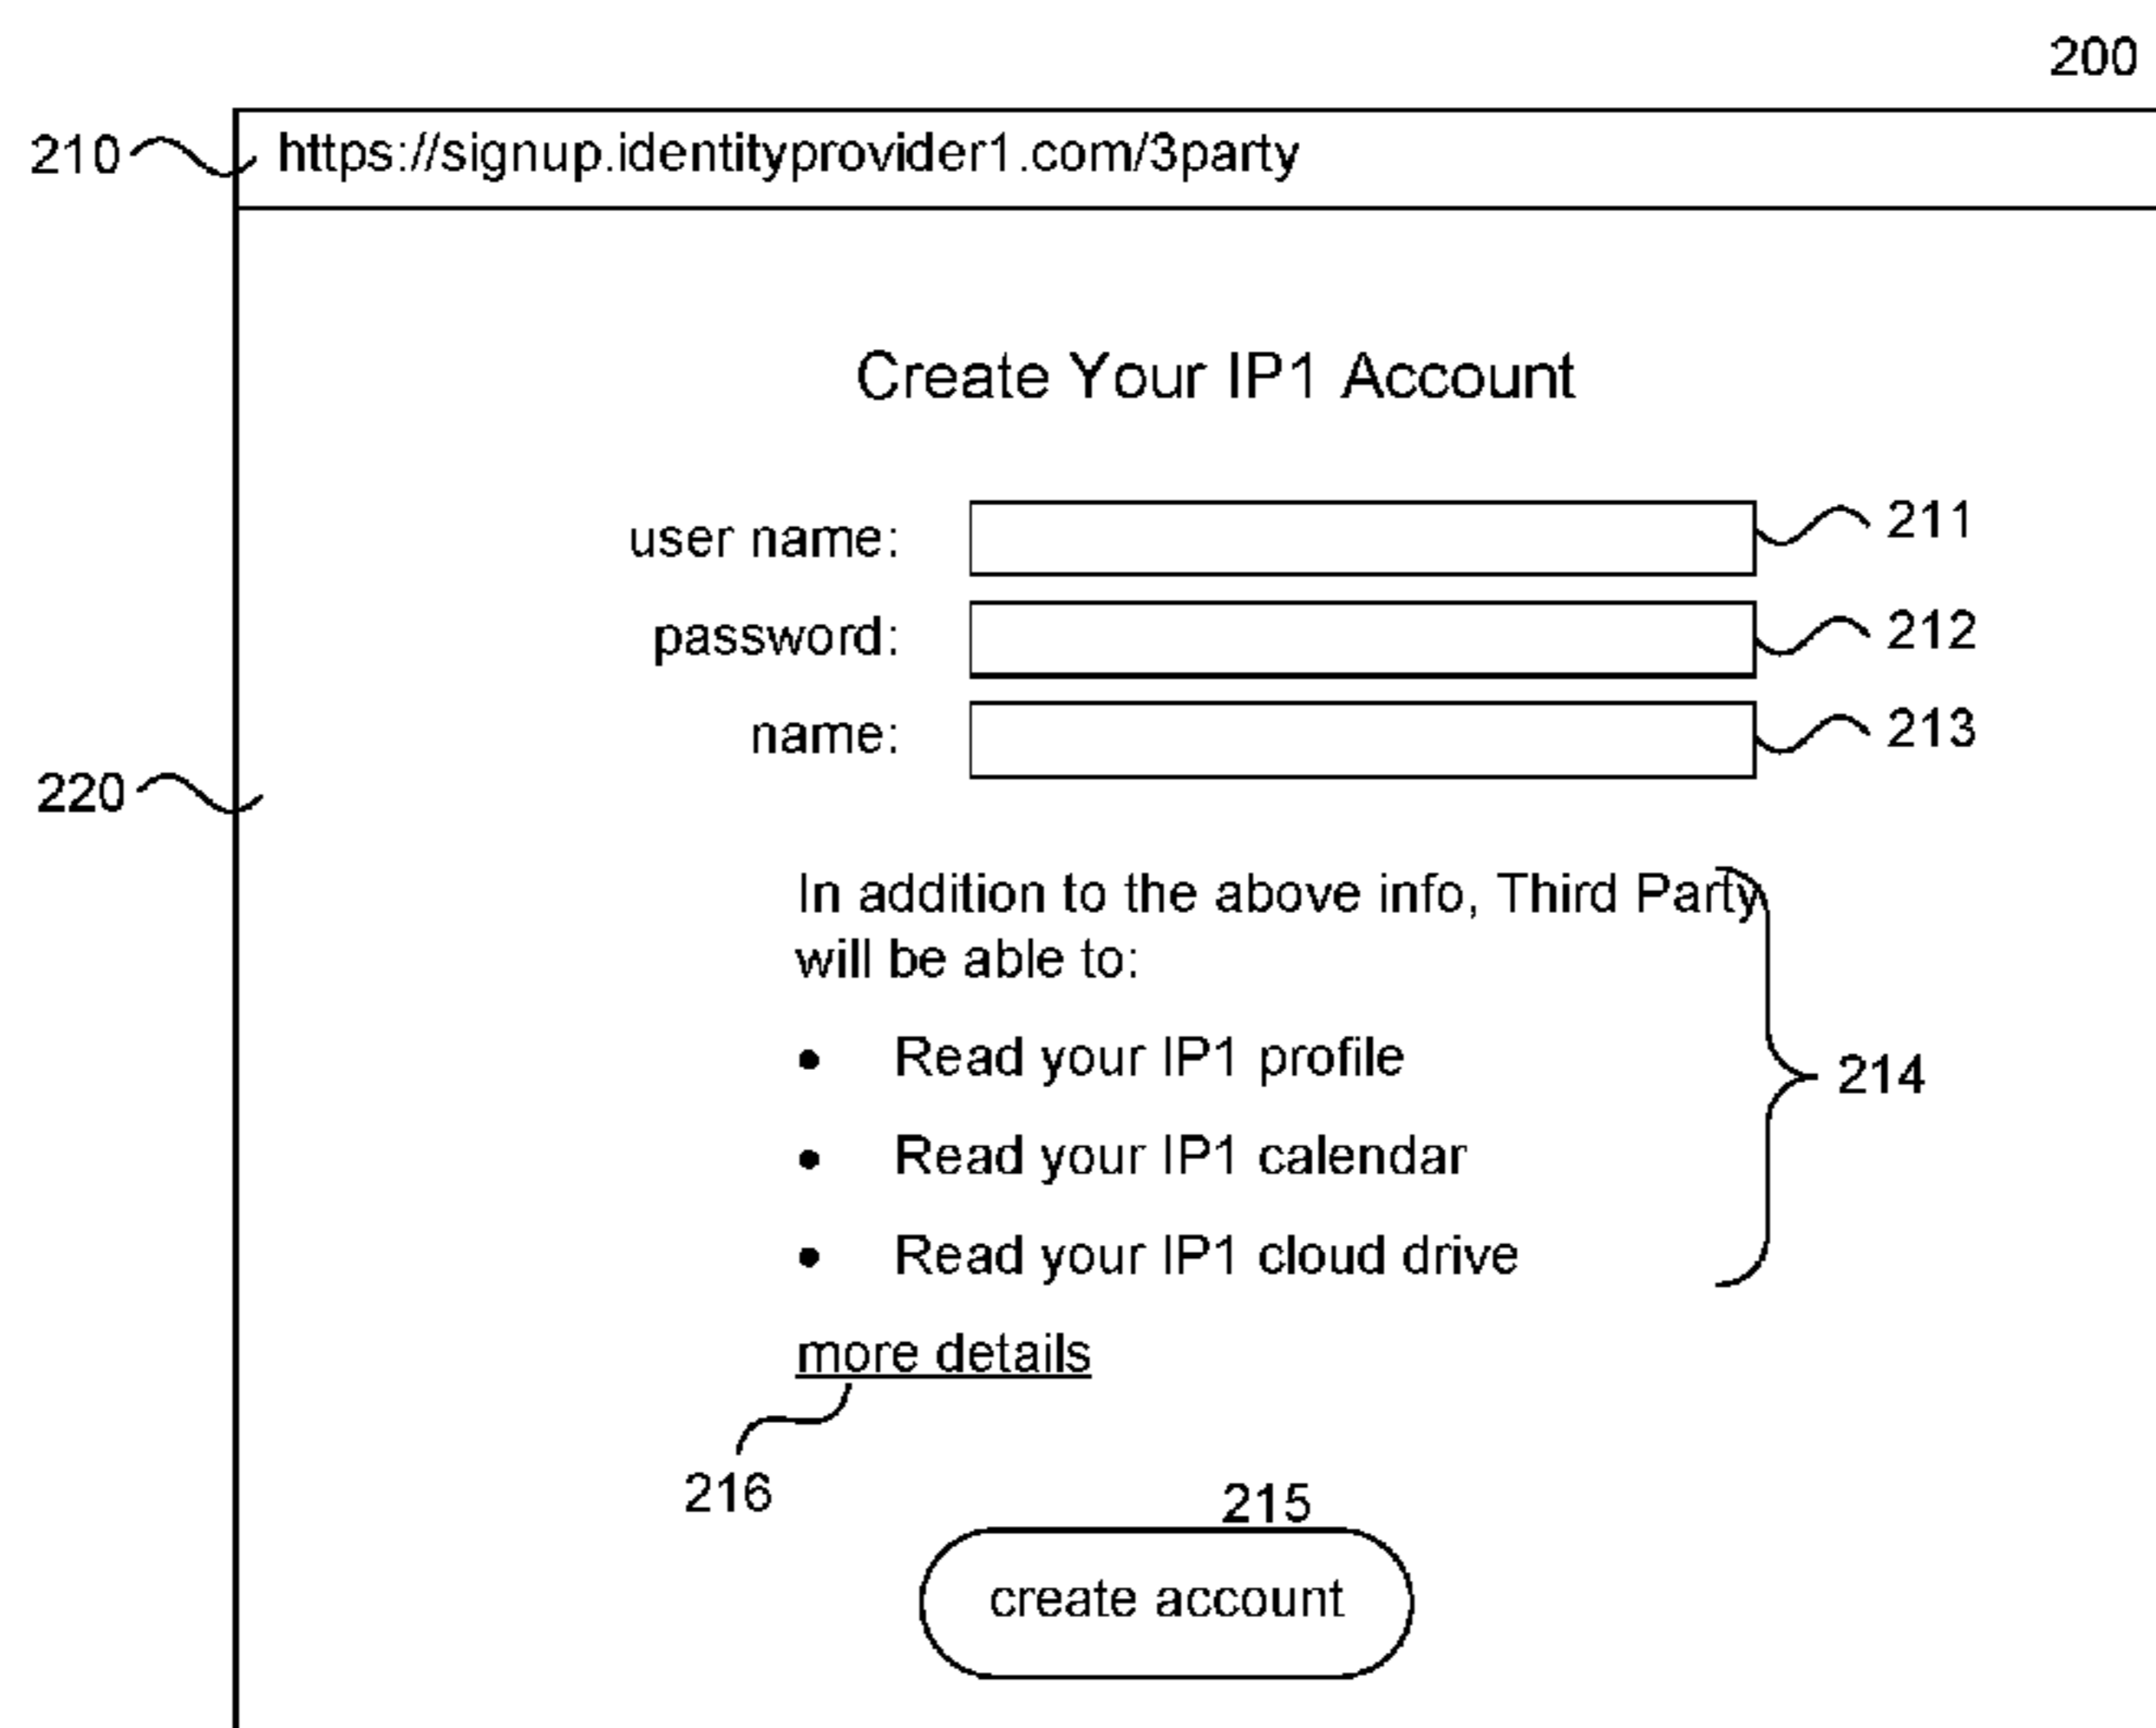 200
210 https://signup.identityprovider1.com/3party
Create Your IP1 Account
user name: 211
password: 212
name: 213
220
In addition to the above info, Third Party
will be able to:
• Read your IP1 profile
214
• Read your IP1 calendar
• Read your IP1 cloud drive
more details
216
215
create account